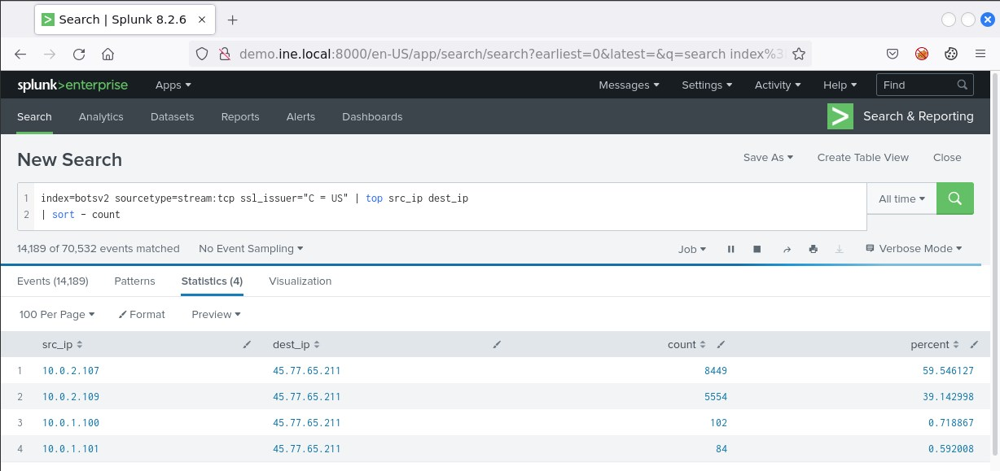 Search | Splunk 8.2.6
demo.ine.local:8000/en-US/app/search/search?earliest=0&latest=&q=search index%3
splunk>enterprise Apps Messages Settings Activity Help Find
Search Analytics Datasets Reports Alerts Dashboards Search & Reporting
New Search Save As Create Table View Close
1 index=botsv2 sourcetype=stream:tcp ssl_issuer="C = US" | top src_ip dest_ip
2 | sort - count
All time
14,189 of 70,532 events matched No Event Sampling Job Verbose Mode
Events (14,189) Patterns Statistics (4) Visualization
100 Per Page Format Preview
src_ip dest_ip count percent
1 10.0.2.107 45.77.65.211 8449 59.546127
2 10.0.2.109 45.77.65.211 5554 39.142998
3 10.0.1.100 45.77.65.211 102 0.718867
4 10.0.1.101 45.77.65.211 84 0.592008